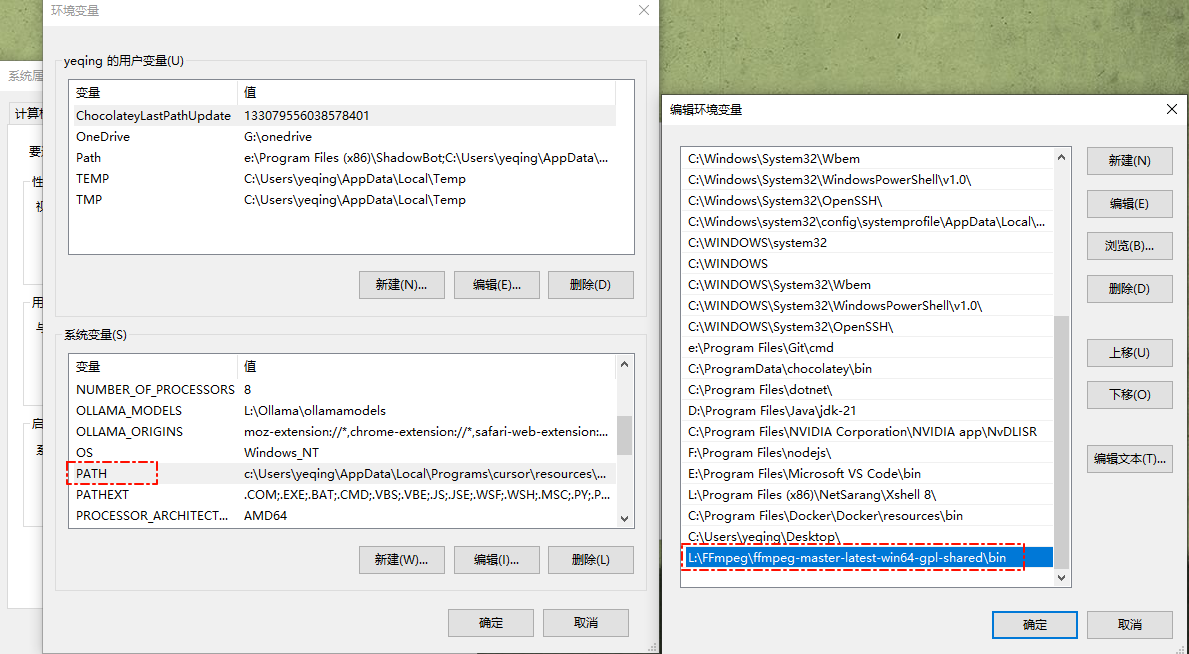 环境变量
系统属
计算机
要
性
视
用
与
启
系
yeqing 的用户变量(U)
变量 值
ChocolateyLastPathUpdate 133079556038578401
OneDrive G:\onedrive
Path e:\Program Files (x86)\ShadowBot;C:\Users\yeqing\AppData\...
TEMP C:\Users\yeqing\AppData\Local\Temp
TMP C:\Users\yeqing\AppData\Local\Temp
新建(N)... 编辑(E)... 删除(D)
系统变量(S)
变量 值
NUMBER_OF_PROCESSORS 8
OLLAMA_MODELS L:\Ollama\ollamamodels
OLLAMA_ORIGINS moz-extension://*,chrome-extension://*,safari-web-extension:...
OS Windows_NT
PATH c:\Users\yeqing\AppData\Local\Programs\cursor\resources\...
PATHEXT .COM;.EXE;.BAT;.CMD;.VBS;.VBE;.JS;.JSE;.WSF;.WSH;.MSC;.PY;.P...
PROCESSOR_ARCHITECT... AMD64
新建(W)... 编辑(I)... 删除(L)
确定 取消
编辑环境变量
C:\Windows\System32\Wbem
C:\Windows\System32\WindowsPowerShell\v1.0\
C:\Windows\System32\OpenSSH\
C:\Windows\system32\config\systemprofile\AppData\Local\...
C:\WINDOWS\system32
C:\WINDOWS
C:\WINDOWS\System32\Wbem
C:\WINDOWS\System32\WindowsPowerShell\v1.0\
C:\WINDOWS\System32\OpenSSH\
e:\Program Files\Git\cmd
C:\ProgramData\chocolatey\bin
C:\Program Files\dotnet\
D:\Program Files\Java\jdk-21
C:\Program Files\NVIDIA Corporation\NVIDIA app\NvDLISR
F:\Program Files\nodejs\
E:\Program Files\Microsoft VS Code\bin
L:\Program Files (x86)\NetSarang\Xshell 8\
C:\Program Files\Docker\Docker\resources\bin
C:\Users\yeqing\Desktop\
L:\FFmpeg\ffmpeg-master-latest-win64-gpl-shared\bin
新建(N)
编辑(E)
浏览(B)...
删除(D)
上移(U)
下移(O)
编辑文本(T)...
确定 取消